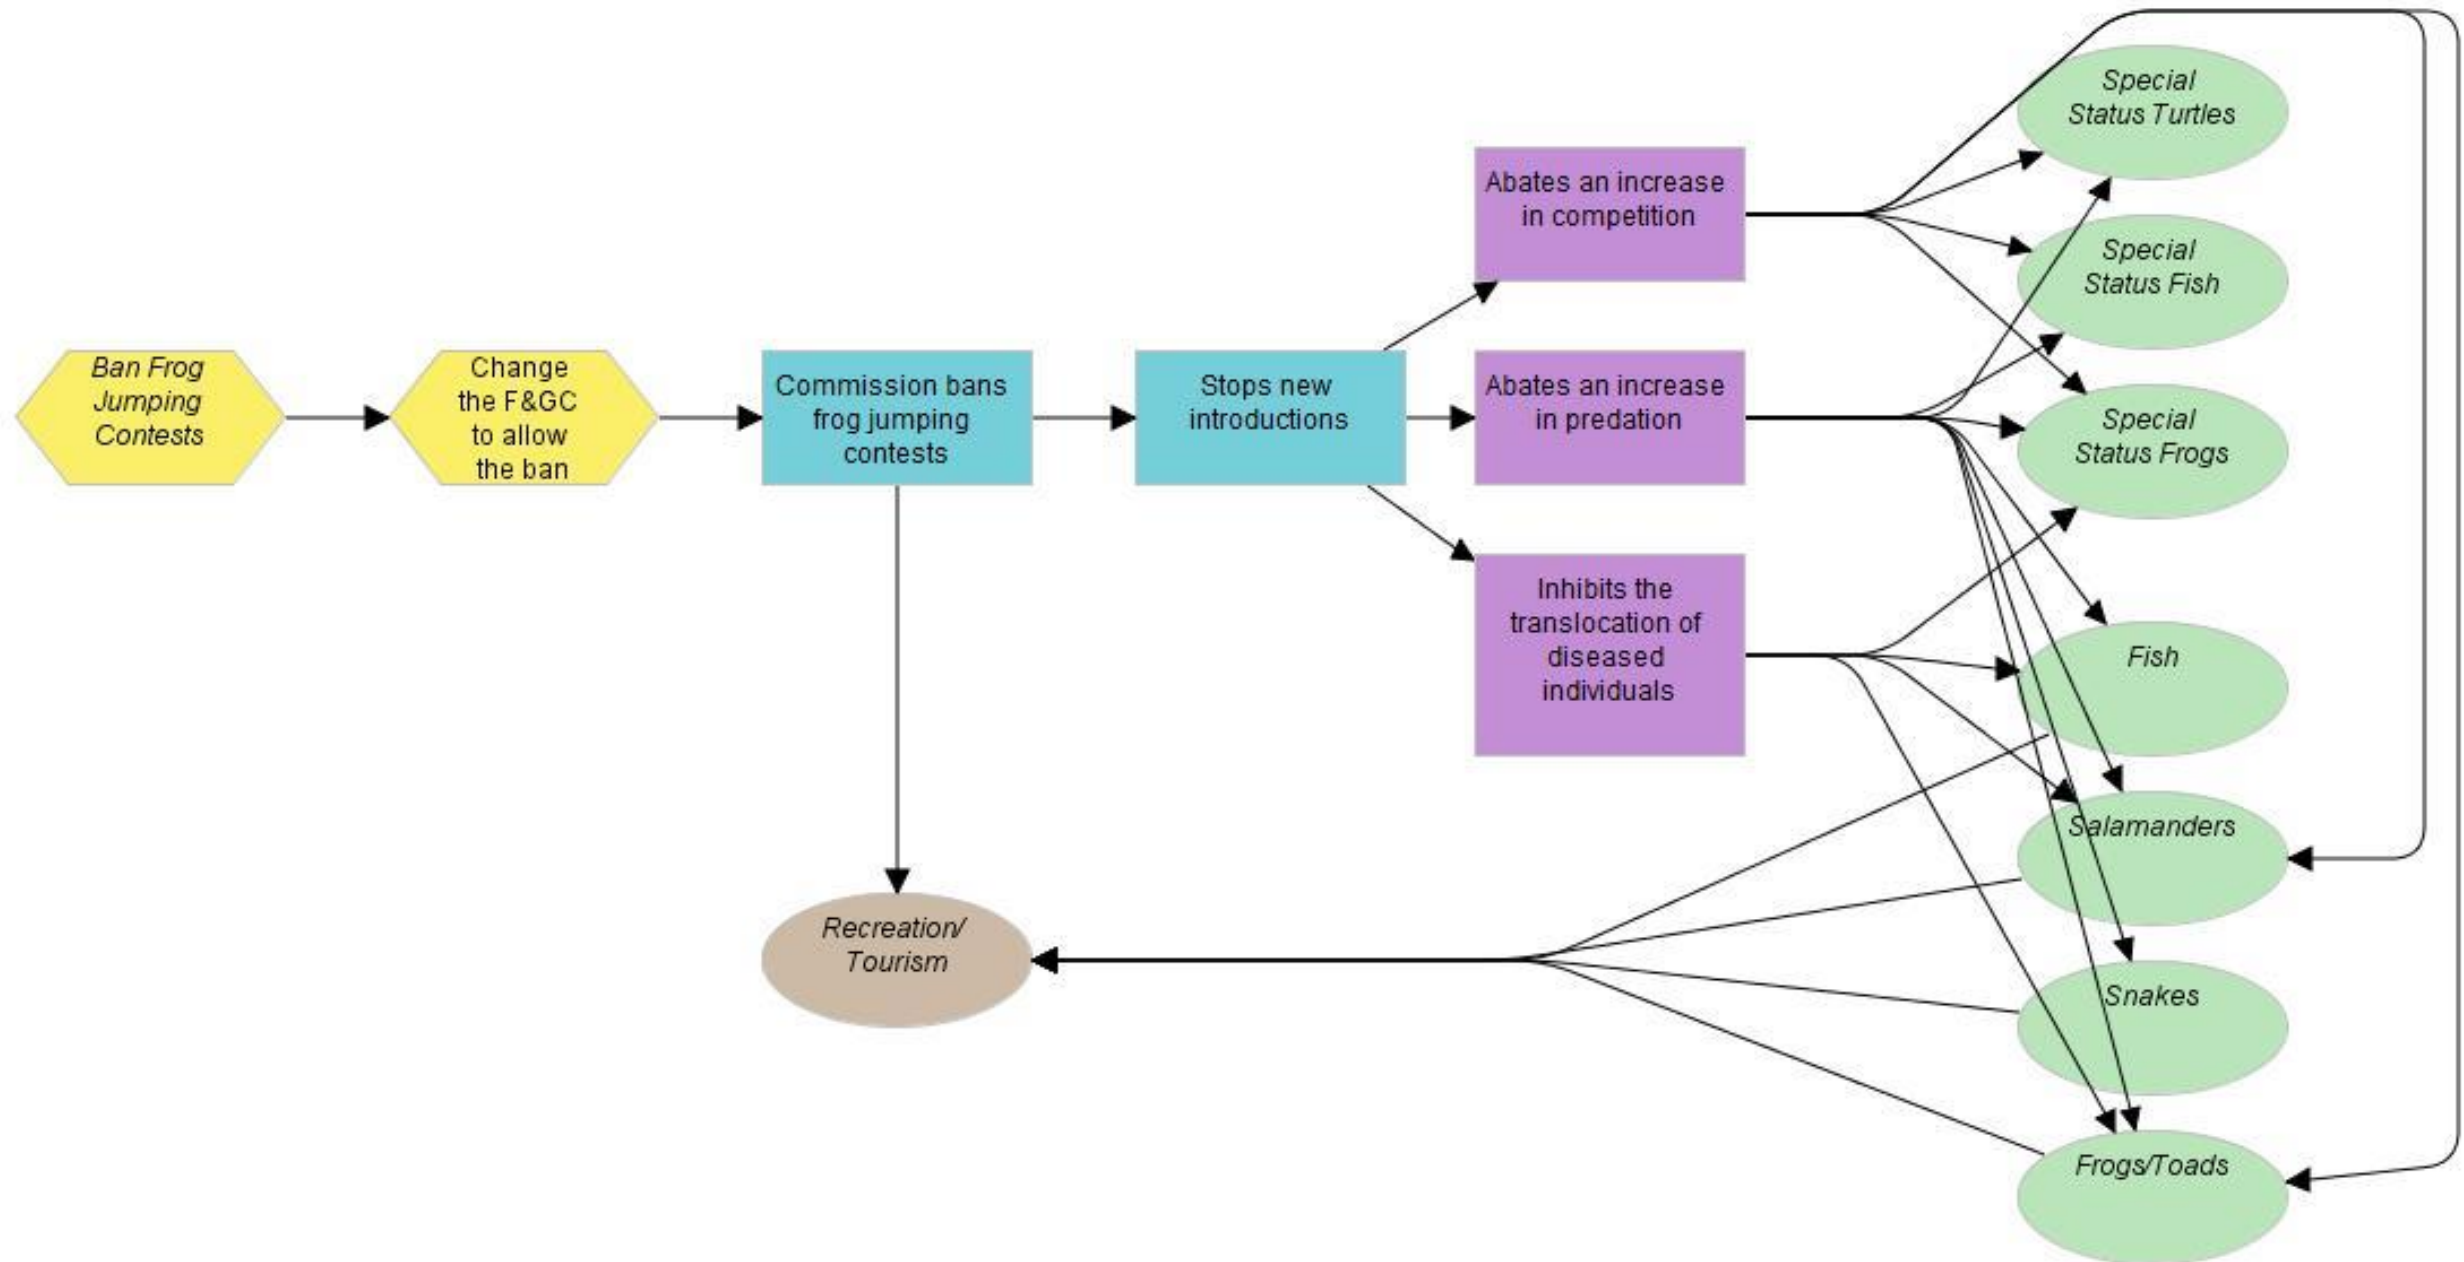 Ban Frog
Jumping
Contests
Change
the F&GC
to allow
the ban
Commission bans
frog jumping
contests
Stops new
introductions
Abates an increase
in competition
Abates an increase
in predation
Inhibits the
translocation of
diseased
individuals
Special
Status Turtles
Special
Status Fish
Special
Status Frogs
Fish
Salamanders
Snakes
Frogs/Toads
Recreation/
Tourism